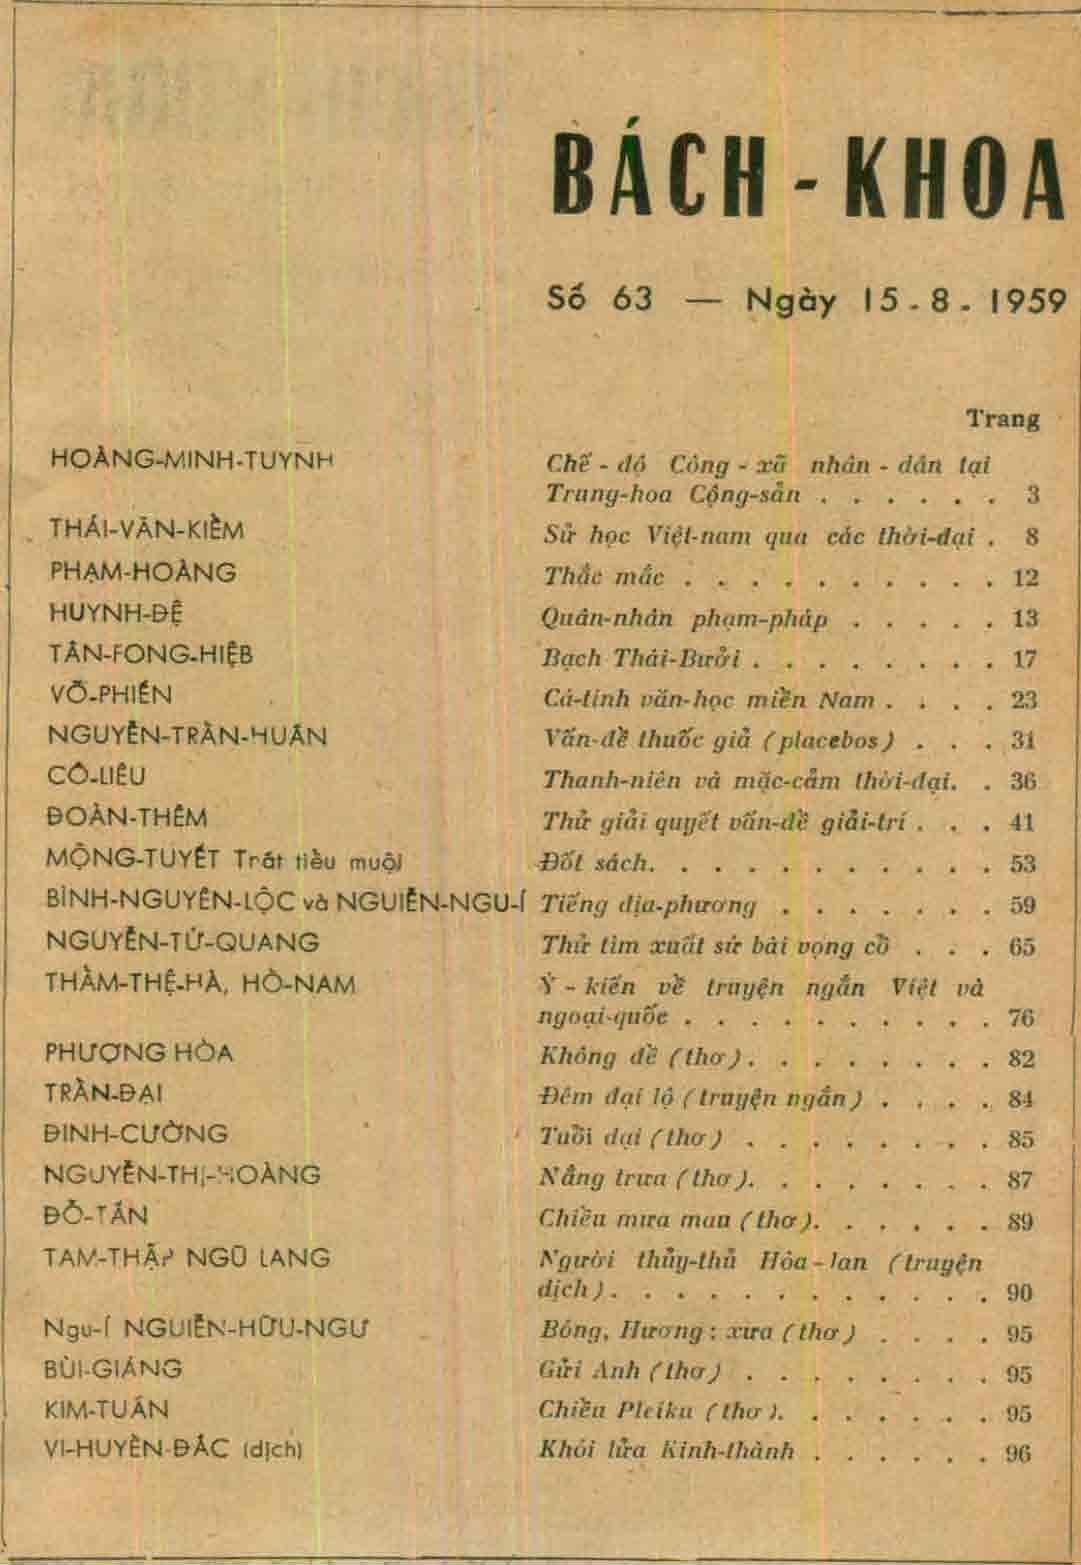 BÁCH - KHOA
Số 63 — Ngày 15 - 8 - 1959
Trang
HOÀNG-MINH-TUYNH Chế - độ Công - xã nhân - dân tại
Trung-hoa Cộng-sản . . . . . . 3
THÁI-VĂN-KIỂM Sử học Việt-nam qua các thời-đại . 8
PHẠM-HOÀNG Thắc mắc . . . . . . . . . . 12
HUYNH-ĐỆ Quân-nhân phạm-pháp . . . . . 13
TÂN-FONG-HIỆB Bạch Thái-Bưởi . . . . . . . . 17
VÕ-PHIẾN Cá-tính văn-học miền Nam . . . . 23
NGUYỄN-TRẦN-HUÂN Vấn-đề thuốc giả (placebos) . . . 31
CÔ-LIÊU Thanh-niên và mặc-cảm thời-đại. . 36
ĐOÀN-THÊM Thử giải quyết vấn-đề giải-trí . . . 41
MỘNG-TUYẾT Trát tiểu muội Đốt sách. . . . . . . . . . . 53
BÌNH-NGUYÊN-LỘC và NGUIỄN-NGU-Í Tiếng địa-phương . . . . . . . 59
NGUYỄN-TỬ-QUANG Thử tìm xuất sứ bài vọng cổ . . . 65
THẨM-THỆ-HÀ, HỒ-NAM Ý - kiến về truyện ngắn Việt và
ngoại-quốc . . . . . . . . . . 76
PHƯỢNG HÒA Không đề (thơ) . . . . . . . . 82
TRẦN-ĐẠI Đêm đại lộ (truyện ngắn) . . . . 84
ĐINH-CƯỜNG Tuổi dại (thơ) . . . . . . . . 85
NGUYỄN-THỊ-HOÀNG Nắng trưa (thơ). . . . . . . . 87
ĐỖ-TẤN Chiều mưa mau (thơ). . . . . . 89
TAM-THẬP NGŨ LANG Người thủy-thủ Hòa-lan (truyện
dịch) . . . . . . . . . . . . 90
Ngu-Í NGUIỄN-HỮU-NGƯ Bóng, Hương : xưa (thơ) . . . . 95
BÙI-GIÁNG Gửi Anh (thơ) . . . . . . . . 95
KIM-TUẤN Chiều Pleiku (thơ). . . . . . . 95
VI-HUYỀN-ĐẮC (dịch) Khói lửa Kinh-thành . . . . . . 96